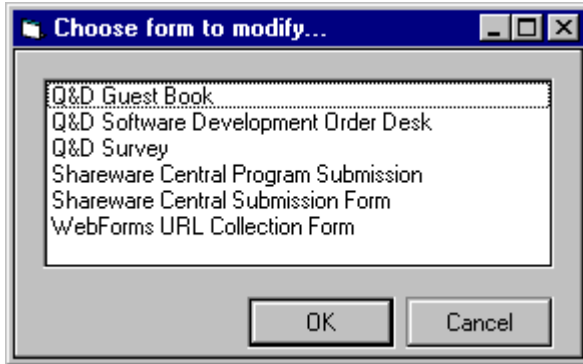 Choose form to modify...
Q&D Guest Book
Q&D Software Development Order Desk
Q&D Survey
Shareware Central Program Submission
Shareware Central Submission Form
WebForms URL Collection Form
OK Cancel